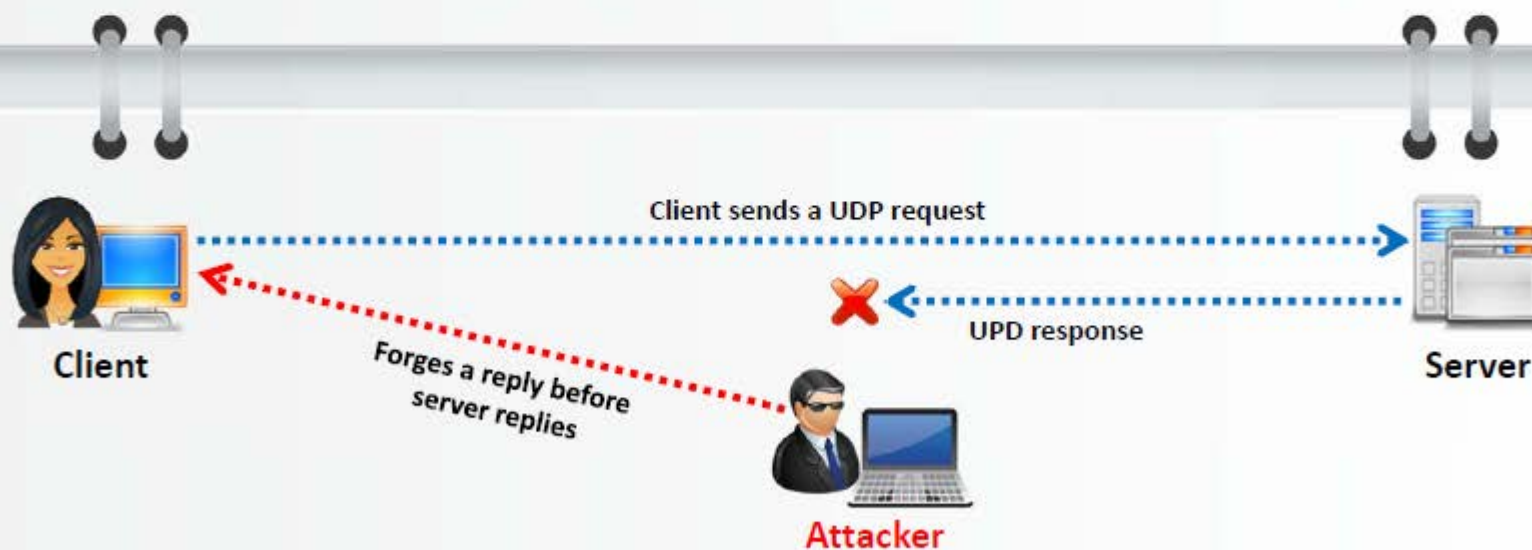 Client sends a UDP request
UPD response
Client
Server
Forges a reply before
server replies
Attacker